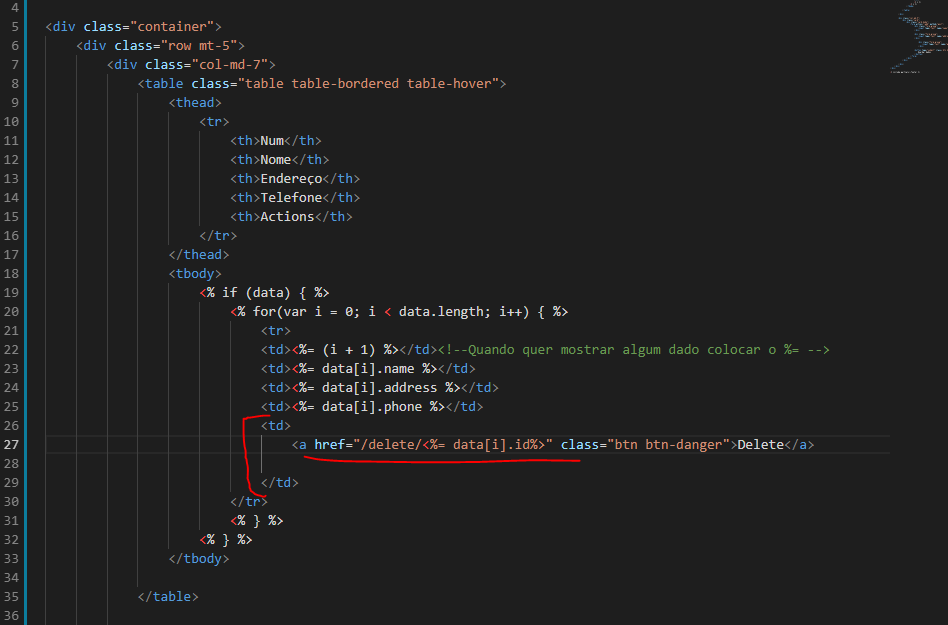 4
5 <div class="container">
6 <div class="row mt-5">
7 <div class="col-md-7">
8 <table class="table table-bordered table-hover">
9 <thead>
10 <tr>
11 <th>Num</th>
12 <th>Nome</th>
13 <th>Endereço</th>
14 <th>Telefone</th>
15 <th>Actions</th>
16 </tr>
17 </thead>
18 <tbody>
19 <% if (data) { %>
20 <% for(var i = 0; i < data.length; i++) { %>
21 <tr>
22 <td><%= (i + 1) %></td><!--Quando quer mostrar algum dado colocar o %= -->
23 <td><%= data[i].name %></td>
24 <td><%= data[i].address %></td>
25 <td><%= data[i].phone %></td>
26 <td>
27 <a href="/delete/<%= data[i].id%>" class="btn btn-danger">Delete</a>
28
29 </td>
30 </tr>
31 <% } %>
32 <% } %>
33 </tbody>
34
35 </table>
36